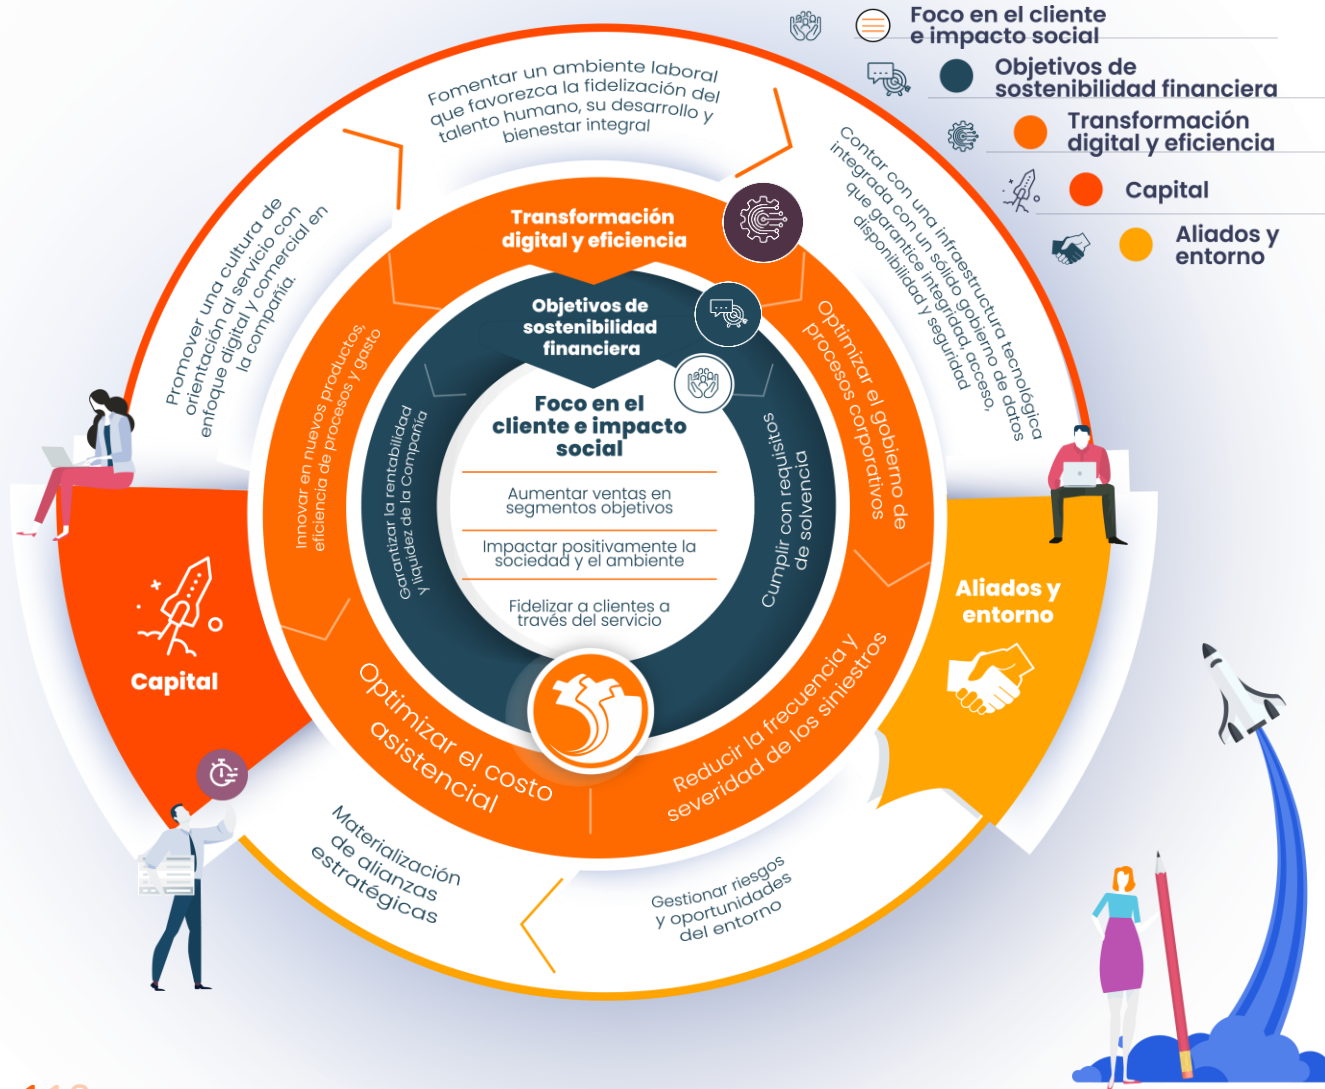 Foco en el cliente
e impacto social
Objetivos de
sostenibilidad financiera
Transformación
digital y eficiencia
Capital
Aliados y
entorno
Fomentar un ambiente laboral
que favorezca la fidelización del
talento humano, su desarrollo y
bienestar integral
Promover una cultura de
orientación al servicio con
enfoque digital y comercial en
la compañía.
Contar con una infraestructura tecnológica
integrada con un sólido gobierno de datos
que garantice integridad, acceso,
disponibilidad y seguridad
Transformación
digital y eficiencia
Innovar en nuevos productos,
eficiencia de procesos y gasto
Optimizar el gobierno de
procesos corporativos
Optimizar el costo
asistencial
Reducir la frecuencia y
severidad de los siniestros
Objetivos de
sostenibilidad
financiera
Garantizar la rentabilidad
y liquidez de la Compañía
Cumplir con requisitos
de solvencia
Foco en el
cliente e impacto
social
Aumentar ventas en
segmentos objetivos
Impactar positivamente la
sociedad y el ambiente
Fidelizar a clientes a
través del servicio
Capital
Aliados y
entorno
Materialización
de alianzas
estratégicas
Gestionar riesgos
y oportunidades
del entorno